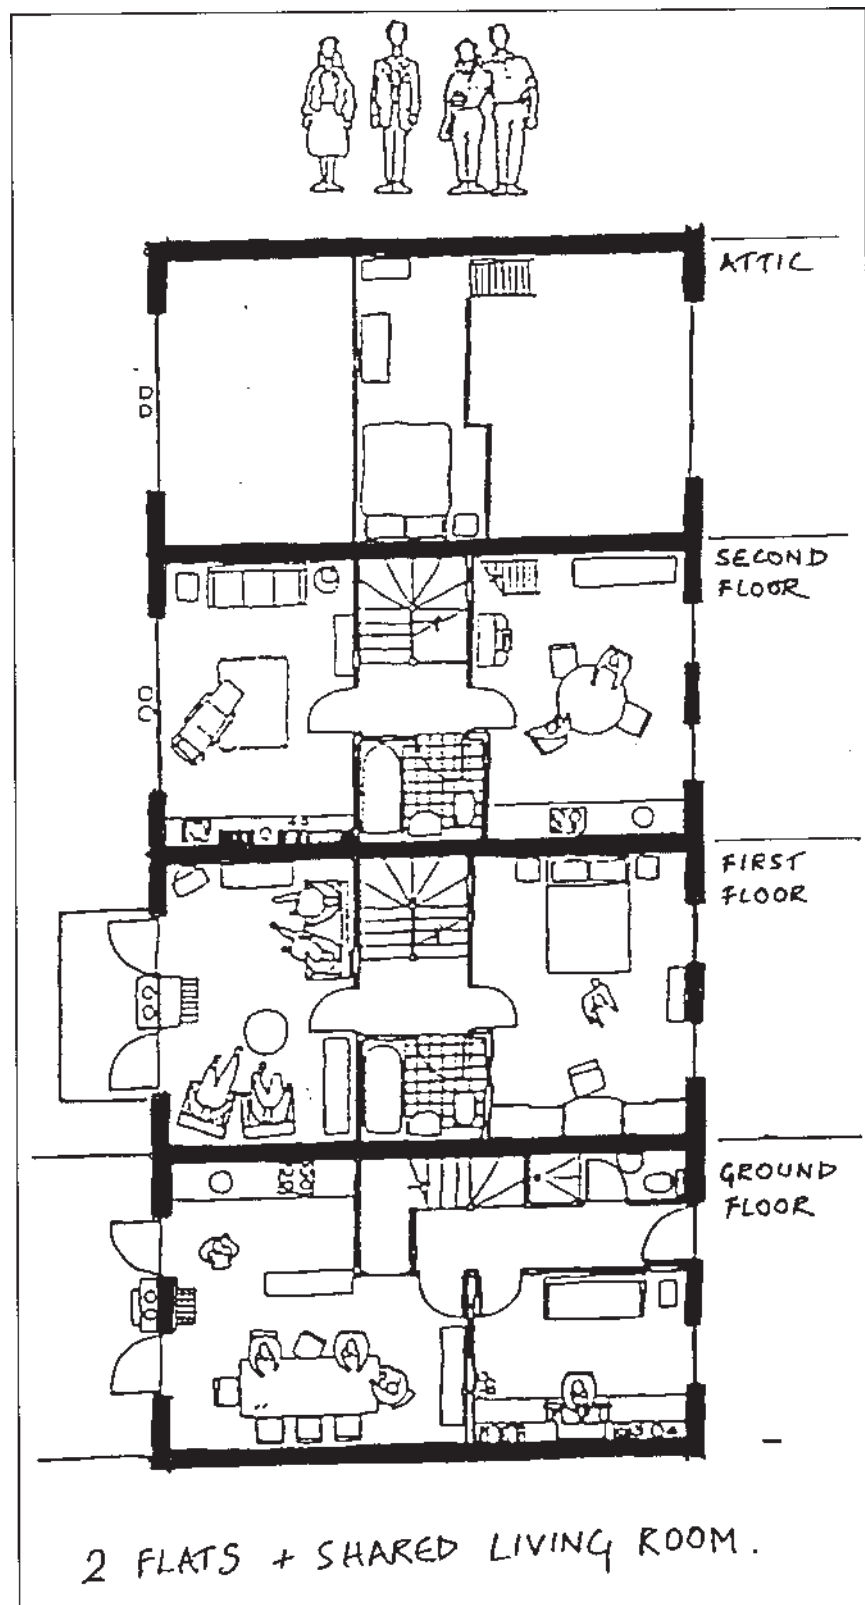 ATTIC
SECOND
FLOOR
FIRST
FLOOR
GROUND
FLOOR
2 FLATS + SHARED LIVING ROOM.